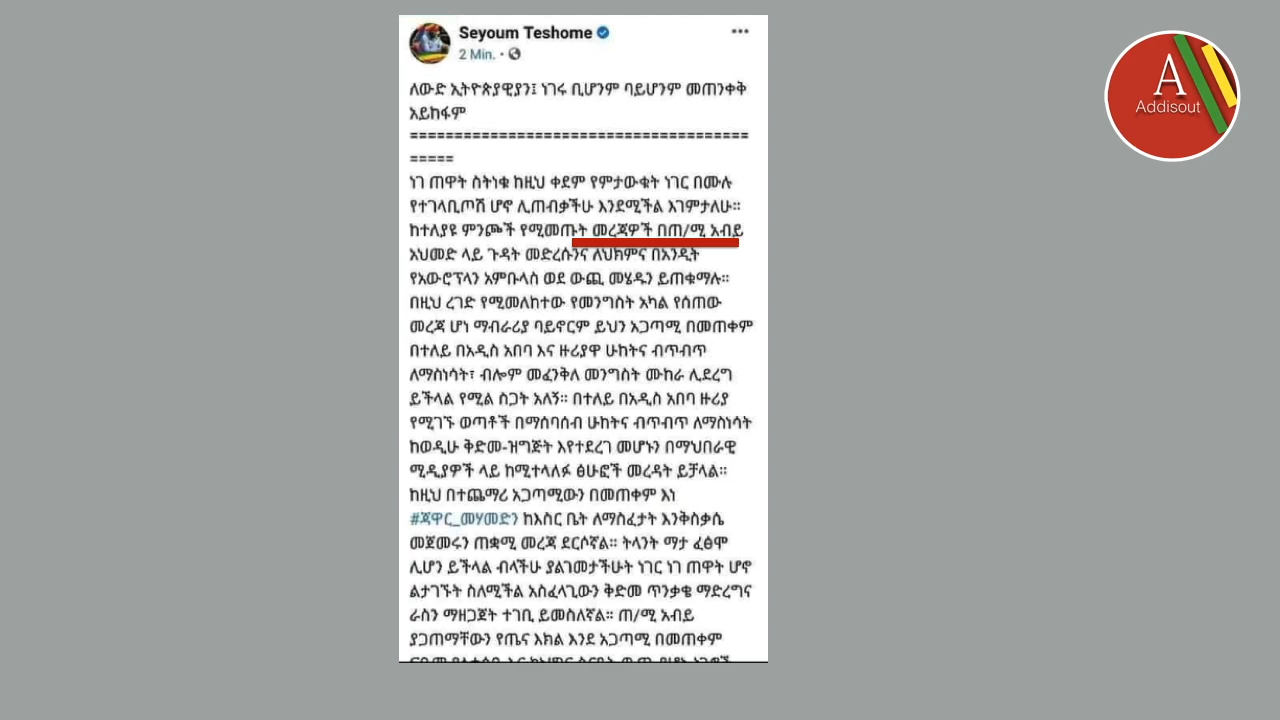 Seyoum Teshome
2 Min.
ለውድ ኢትዮጵያዊያን፤ ነገሩ ቢሆንም ባይሆንም መጠንቀቅ
አይከፋም
======================================
=====
ነገ ጠዋት ስትነቁ ከዚህ ቀደም የምታውቁት ነገር በሙሉ
የተገላቢጦሽ ሆኖ ሊጠብቃችሁ እንደሚችል እገምታለሁ።
ከተለያዩ ምንጮች የሚመጡት መረጃዎች በጠ/ሚ አብይ
አህመድ ላይ ጉዳት መድረሱንና ለህክምና በአንዲት
የአውሮፕላን አምቡላስ ወደ ውጪ መሄዱን ይጠቁማሉ።
በዚህ ረገድ የሚመለከተው የመንግስት አካል የሰጠው
መረጃ ሆነ ማብራሪያ ባይኖርም ይህን አጋጣሚ በመጠቀም
በተለይ በአዲስ አበባ እና ዙሪያዋ ሁከትና ብጥብጥ
ለማስነሳት፣ ብሎም መፈንቅለ መንግስት ሙከራ ሊደረግ
ይችላል የሚል ስጋት አለኝ። በተለይ በአዲስ አበባ ዙሪያ
የሚገኙ ወጣቶች በማሰባሰብ ሁከትና ብጥብጥ ለማስነሳት
ከወዲሁ ቅድመ-ዝግጅት እየተደረገ መሆኑን በማህበራዊ
ሚዲያዎች ላይ ከሚተላለፉ ፅሁፎች መረዳት ይቻላል።
ከዚህ በተጨማሪ አጋጣሚውን በመጠቀም እነ
#ጃዋር_መሃመድን ከእስር ቤት ለማስፈታት እንቅስቃሴ
መጀመሩን ጠቋሚ መረጃ ደርሶኛል። ትላንት ማታ ፈፅሞ
ሊሆን ይችላል ብላችሁ ያልገመታችሁት ነገር ነገ ጠዋት ሆኖ
ልታገኙት ስለሚችል አስፈላጊውን ቅድመ ጥንቃቄ ማድረግና
ራስን ማዘጋጀት ተገቢ ይመስለኛል። ጠ/ሚ አብይ
ያጋጠማቸውን የጤና እክል እንደ አጋጣሚ በመጠቀም
A
Addisout